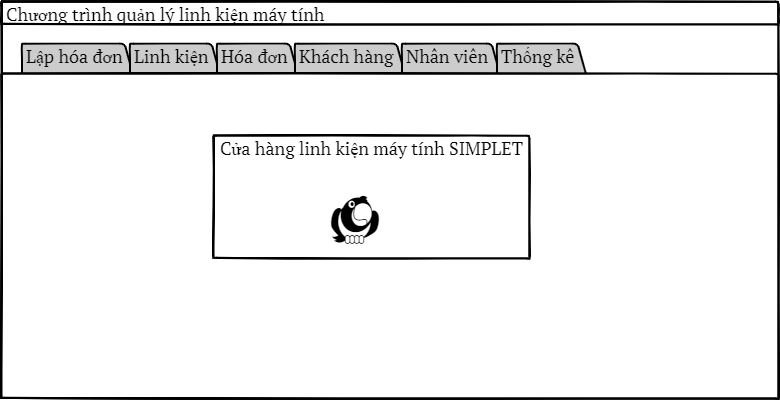 Chương trình quản lý linh kiện máy tính
Lập hóa đơn Linh kiện Hóa đơn Khách hàng Nhân viên Thống kê
Cửa hàng linh kiện máy tính SIMPLET